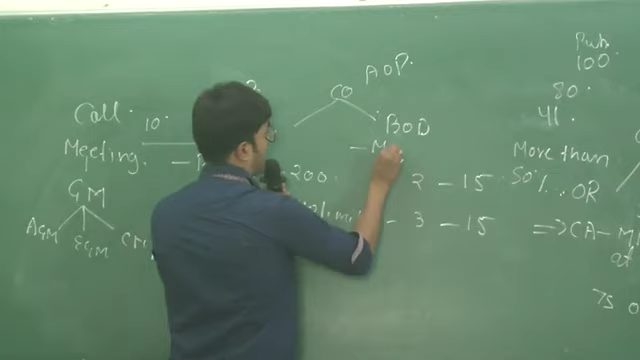 Call
Meeting.
10
GM
AGM
EGM
CO
AOP.
BOD
- M
200
2 - 15
- 3 - 15
Pub
100
80
41
More than
50%. OR
=> CA - M
75